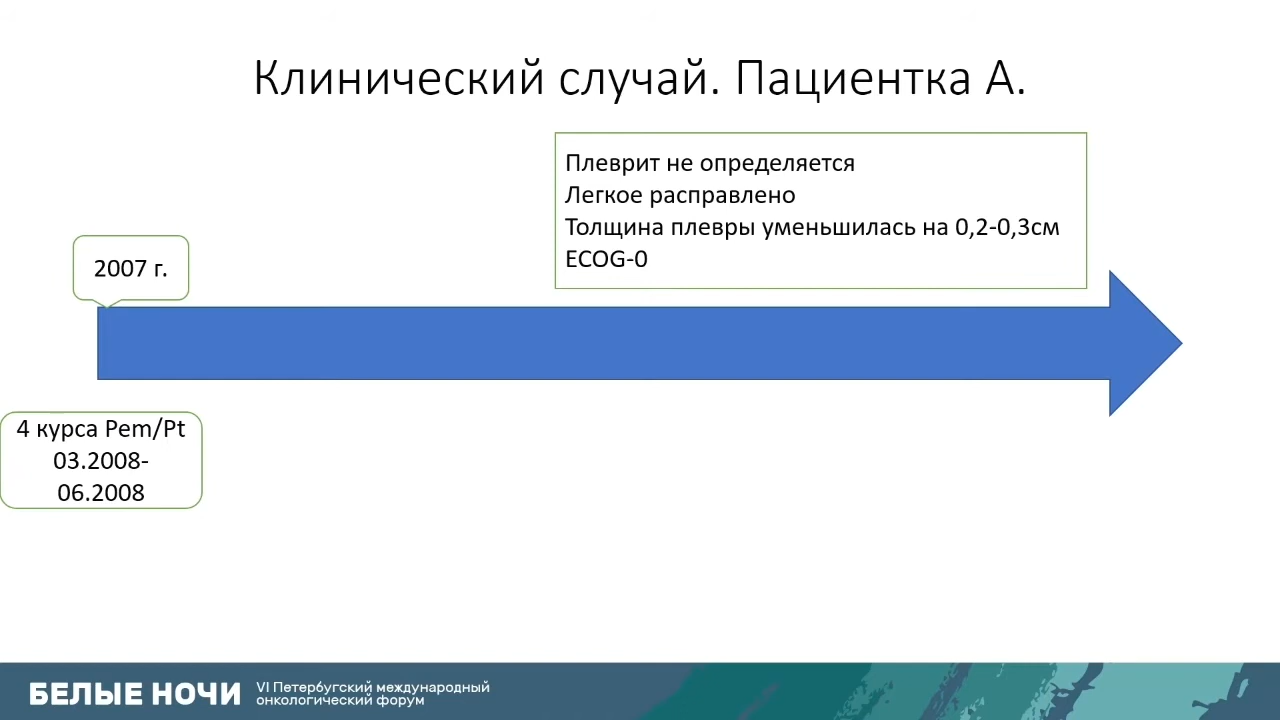 Клинический случай. Пациентка А.
Плеврит не определяется
Легкое расправлено
Толщина плевры уменьшилась на 0,2-0,3см
ECOG-0
2007 г.
4 курса Pem/Pt
03.2008-
06.2008
БЕЛЫЕ НОЧИ
VI Петербургский международный
онкологический форум